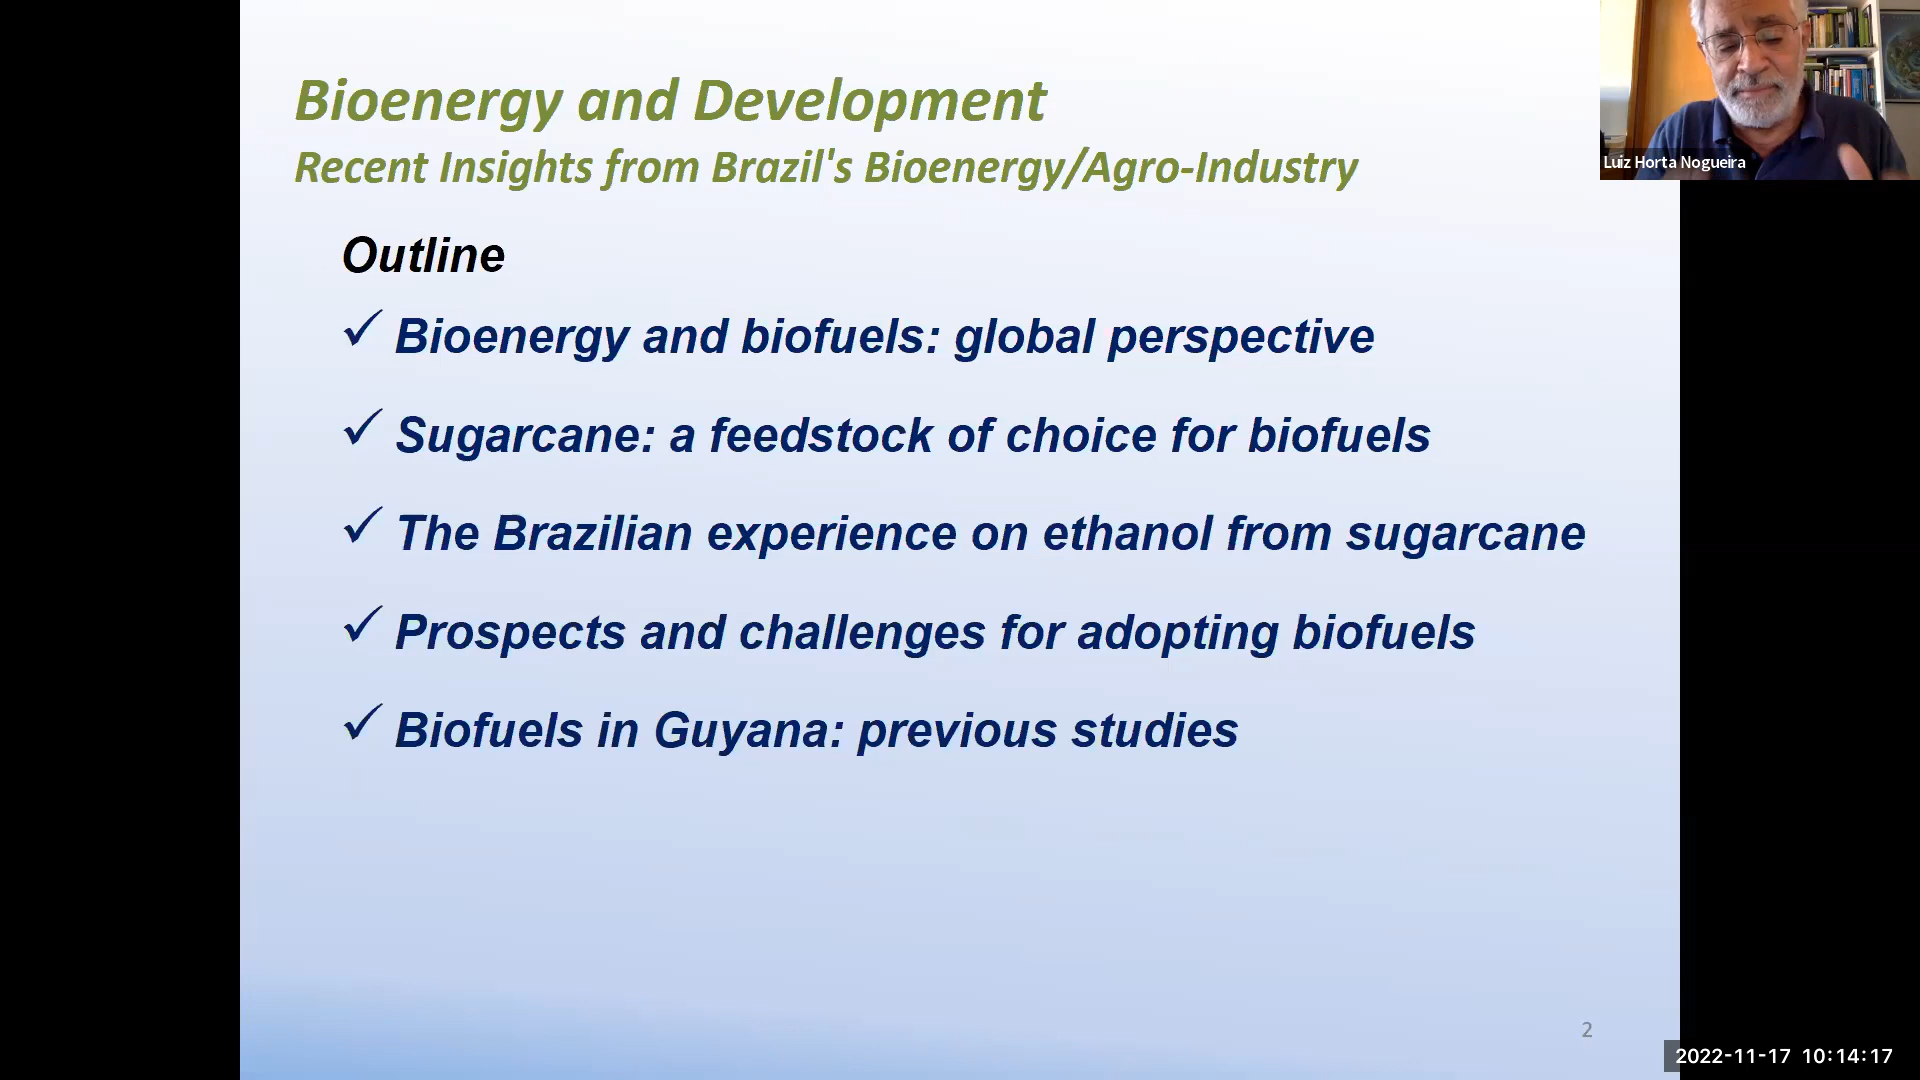 Bioenergy and Development
Recent Insights from Brazil's Bioenergy/Agro-Industry
Luiz Horta Nogueira
Outline
✓ Bioenergy and biofuels: global perspective
✓ Sugarcane: a feedstock of choice for biofuels
✓ The Brazilian experience on ethanol from sugarcane
✓ Prospects and challenges for adopting biofuels
✓ Biofuels in Guyana: previous studies
2
2022-11-17 10:14:17